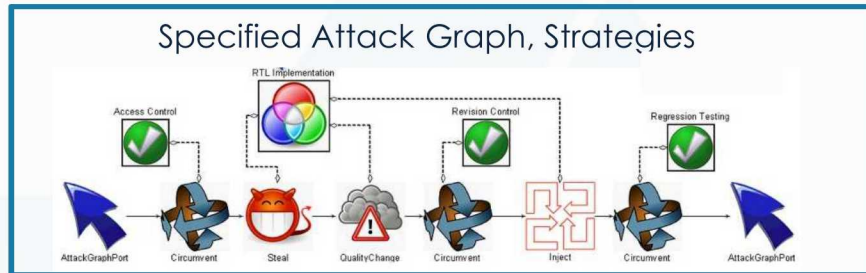 Specified Attack Graph, Strategies
RTL Implementation
Access Control
Revision Control
Regression Testing
AttackGraphPort
Circumvent
Steal
QualityChange
Circumvent
Inject
Circumvent
AttackGraphPort